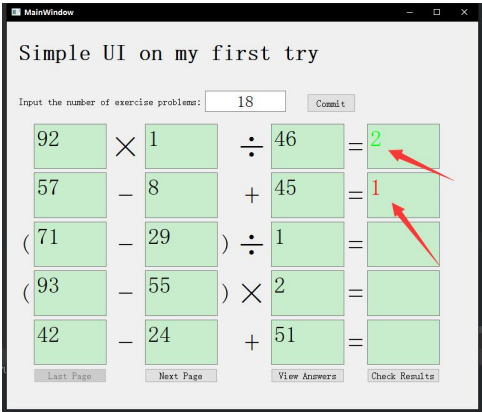 MainWindow
Simple UI on my first try
Input the number of exercise problems: 18 Commit
92 × 1 ÷ 46 = 2
57 − 8 + 45 = 1
( 71 − 29 ) ÷ 1 =
( 93 − 55 ) × 2 =
42 − 24 + 51 =
Last Page Next Page View Answers Check Results